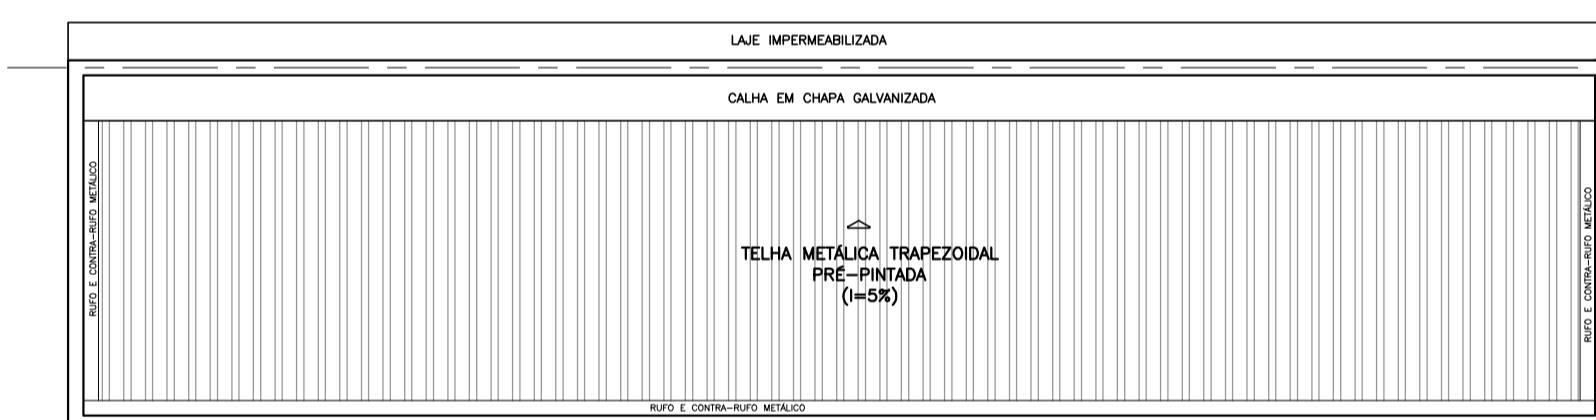 LAJE IMPERMEABILIZADA
CALHA EM CHAPA GALVANIZADA
RUFO E CONTRA-RUFO METÁLICO
TELHA METÁLICA TRAPEZOIDAL
PRÉ-PINTADA
(I=5%)
RUFO E CONTRA-RUFO METÁLICO
RUFO E CONTRA-RUFO METÁLICO